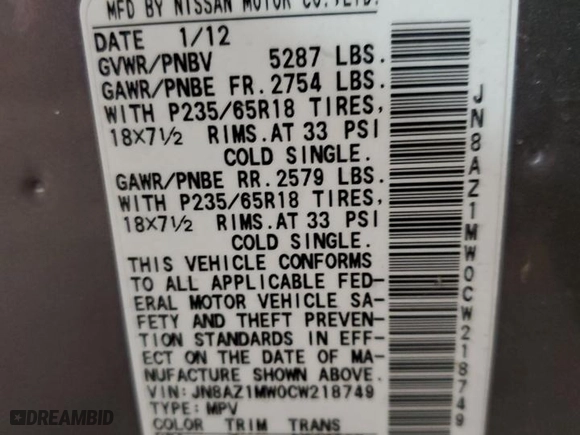 MFD BY NISSAN MOTOR CO.,LTD.
DATE 1/12
GVWR/PNBV 5287 LBS.
GAWR/PNBE FR. 2754 LBS.
WITH P235/65R18 TIRES,
18X7½ RIMS. AT 33 PSI
COLD SINGLE.
GAWR/PNBE RR. 2579 LBS.
WITH P235/65R18 TIRES,
18X7½ RIMS. AT 33 PSI
COLD SINGLE.
THIS VEHICLE CONFORMS
TO ALL APPLICABLE FED-
ERAL MOTOR VEHICLE SA-
FETY AND THEFT PREVEN-
TION STANDARDS IN EFF-
ECT ON THE DATE OF MA-
NUFACTURE SHOWN ABOVE.
VIN: JN8AZ1MW0CW218749
TYPE: MPV
COLOR TRIM TRANS
JN8AZ1MW0CW218749
DREAMBID